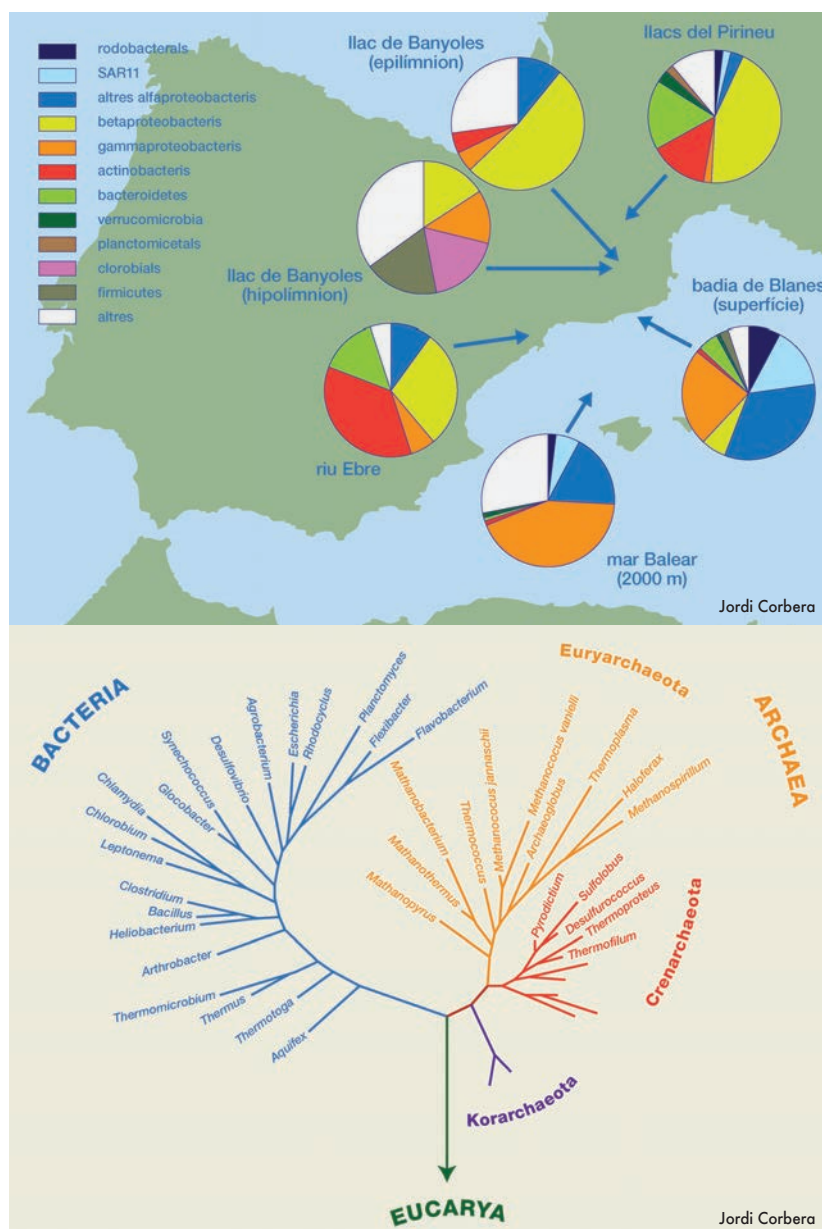 rodobacterals
SAR11
altres alfaproteobacteris
betaproteobacteris
gammaproteobacteris
actinobacteris
bacteroidetes
verrucomicrobia
planctomicetals
clorobials
firmicutes
altres
llac de Banyoles
(epilímnion)
llacs del Pirineu
llac de Banyoles
(hipolímnion)
badia de Blanes
(superfície)
riu Ebre
mar Balear
(2000 m)
Jordi Corbera
BACTERIA
Chlamydia
Chlorobium
Leptonema
Synechococcus
Glocobacter
Desulfovibrio
Agrobacterium
Escherichia
Rhodocyclus
Planctomyces
Flexibacter
Flavobacterium
Clostridium
Bacillus
Heliobacterium
Arthrobacter
Thermomicrobium
Thermus
Thermotoga
Aquifex
Euryarchaeota
ARCHAEA
Mathanobacterium
Mathanothermus
Mathanopyrus
Thermococcus
Methanococcus jannaschii
Methanococus vanielli
Archaeoglobus
Thermoplasma
Haloferax
Methanospirillum
Pyrodictium
Sulfolobus
Desulfurococcus
Thermoproteus
Thermofilum
Crenarchaeota
Korarchaeota
EUCARYA
Jordi Corbera